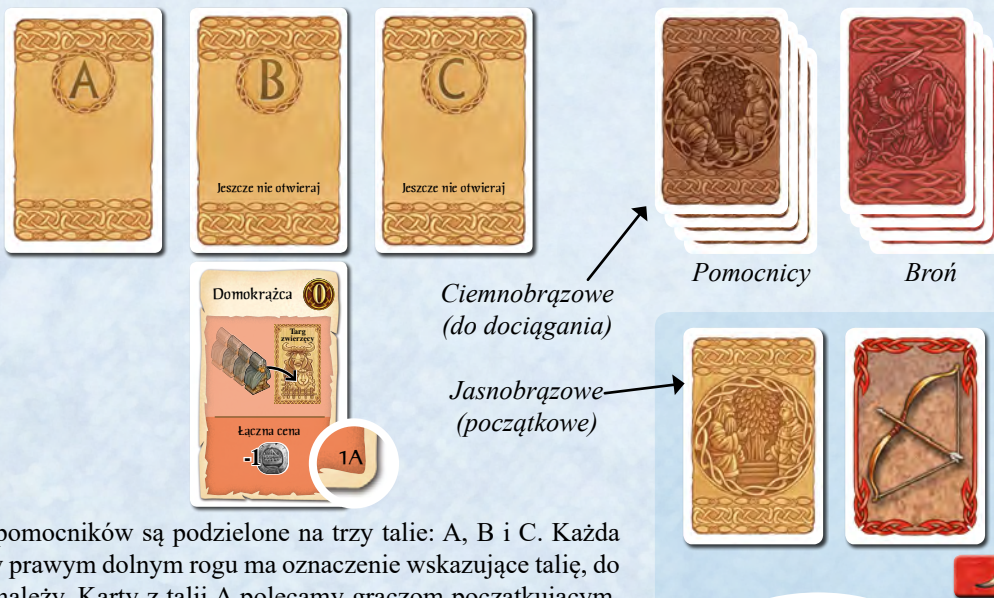 A
B
C
Jeszcze nie otwieraj
Jeszcze nie otwieraj
Pomocnicy
Broń
Domokrążca 0
Targ
zwierzęcy
Łączna cena
-1
1A
Ciemnobrązowe
(do dociągania)
Jasnobrązowe
(początkowe)
pomocników są podzielone na trzy talie: A, B i C. Każda
prawym dolnym rogu ma oznaczenie wskazujące talię, do
należy. Karty z talii A polecamy graczom początkującym,